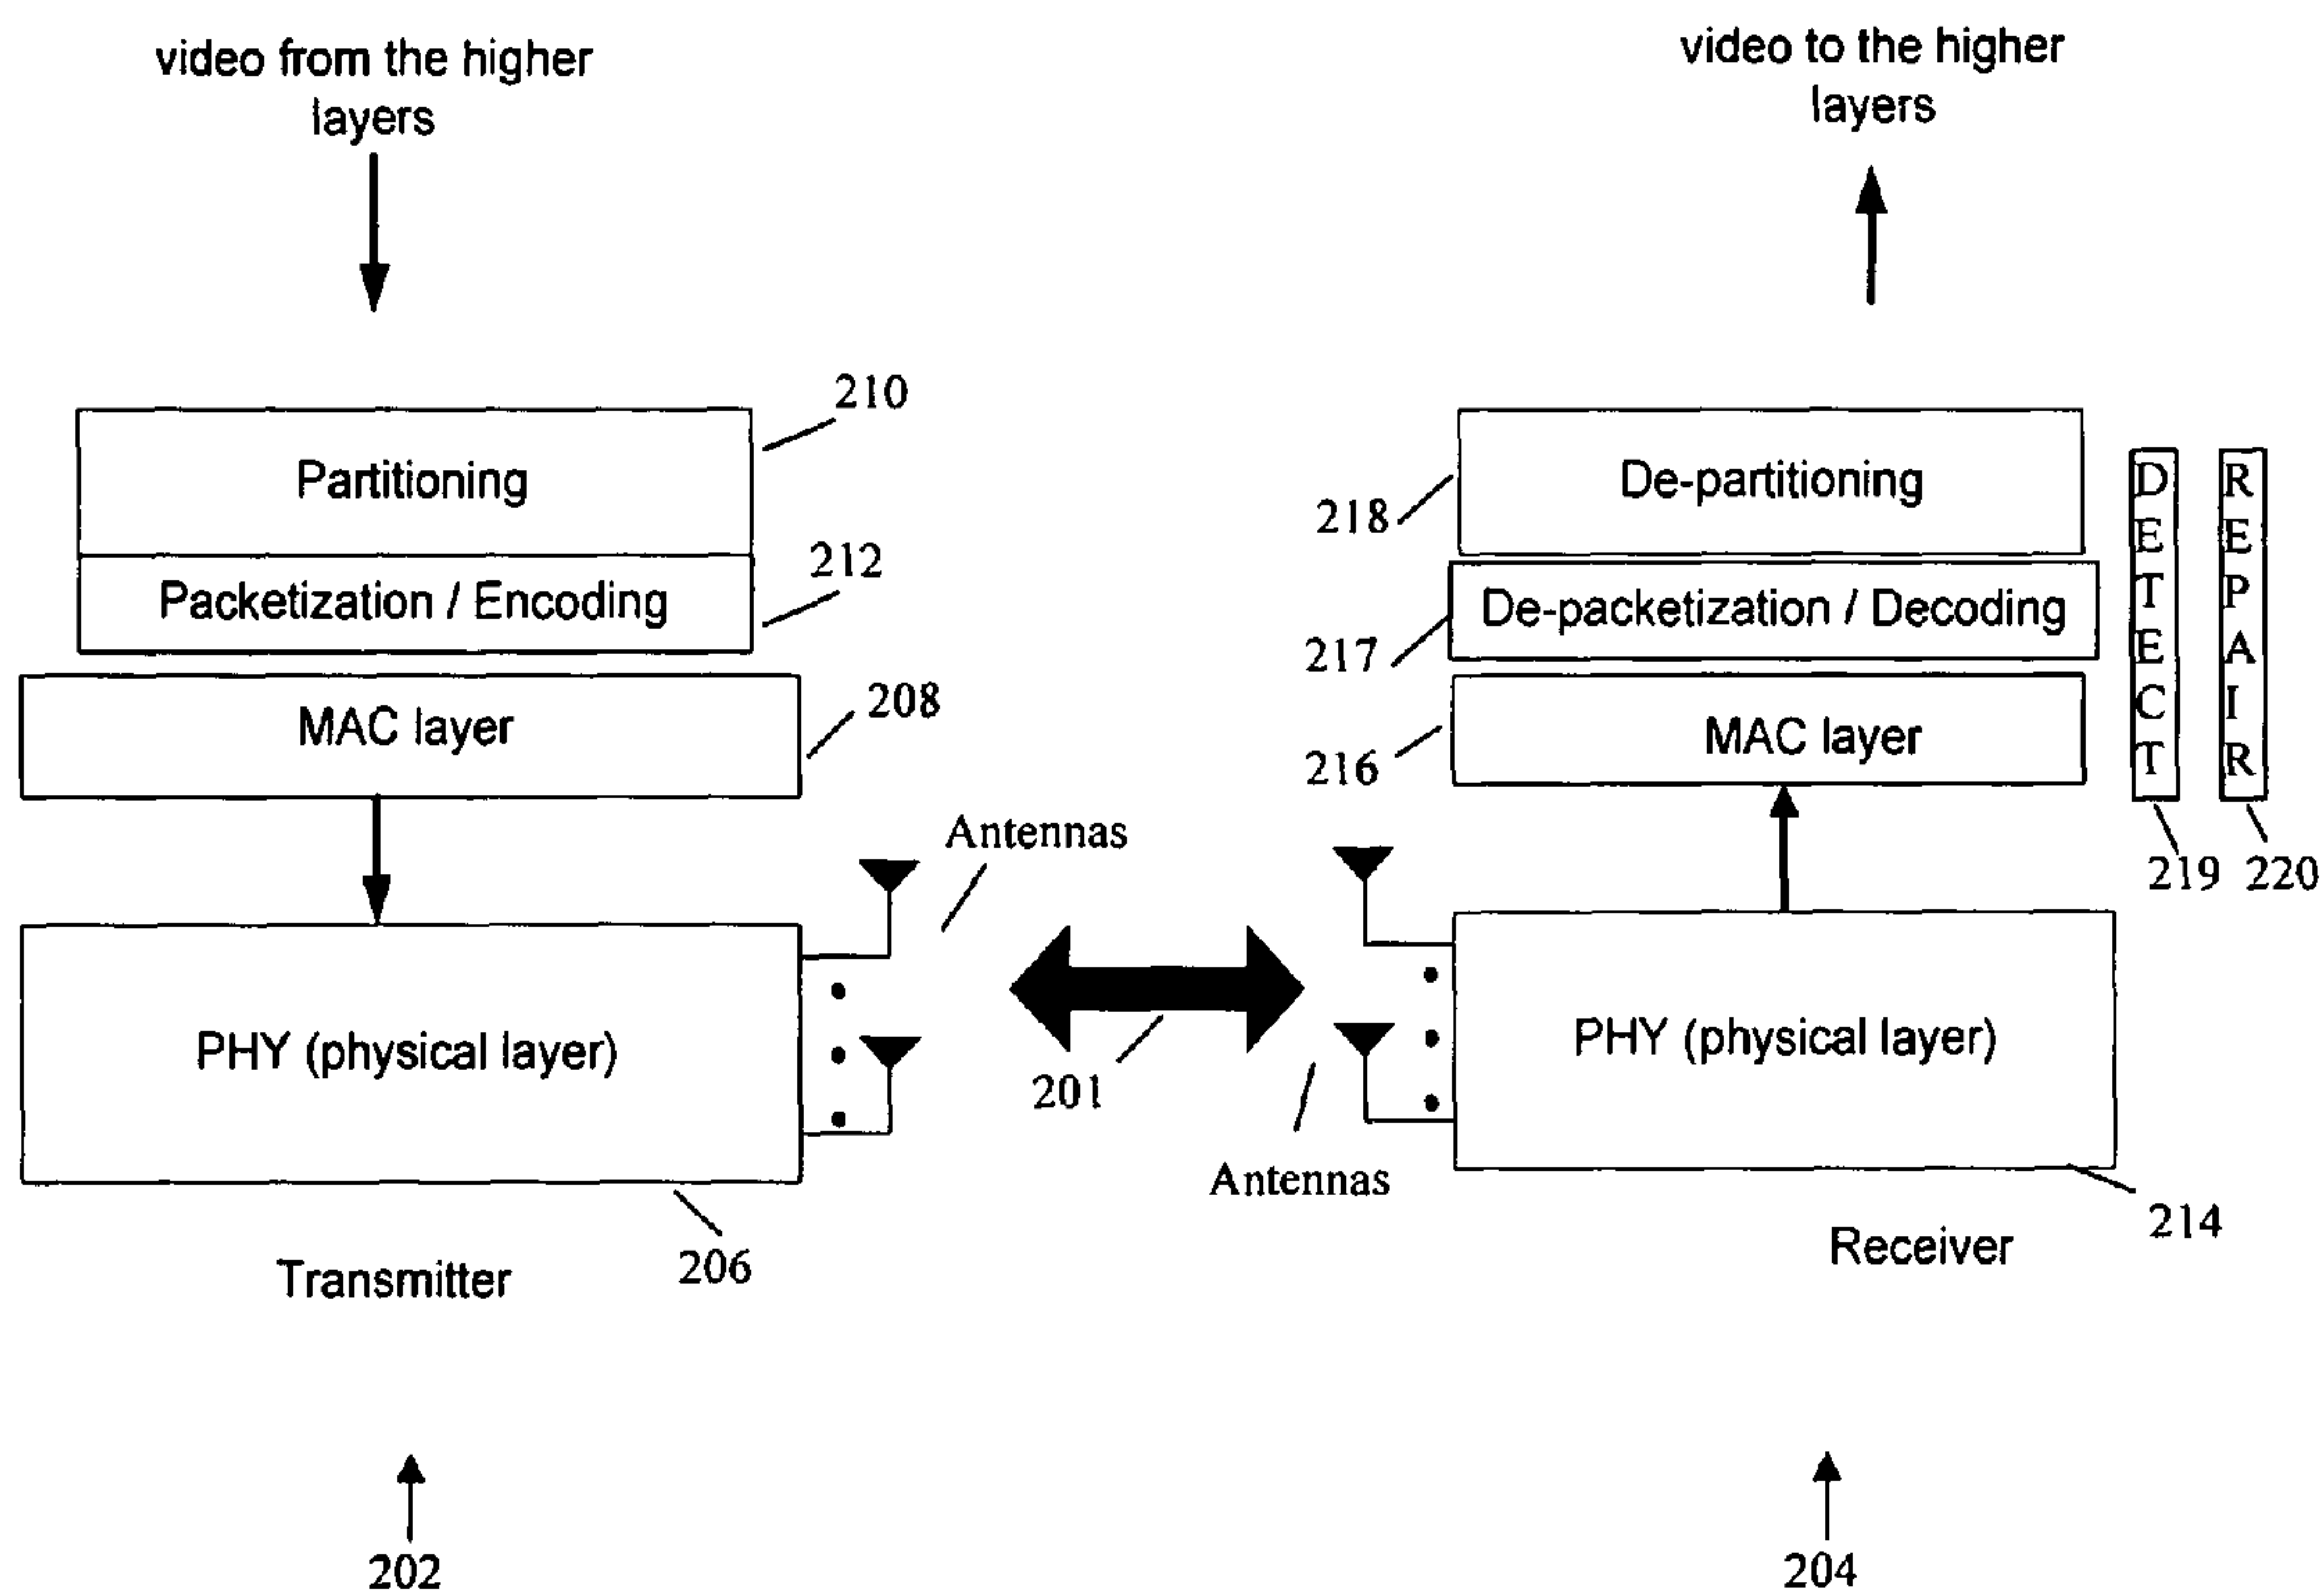 video from the higher
layers
210
Partitioning
212
Packetization / Encoding
208
MAC layer
Antennas
PHY (physical layer)
206
Transmitter
202
201
video to the higher
layers
De-partitioning
218
De-packetization / Decoding
217
MAC layer
216
DETECT
REPAIR
219
220
PHY (physical layer)
Antennas
214
Receiver
204